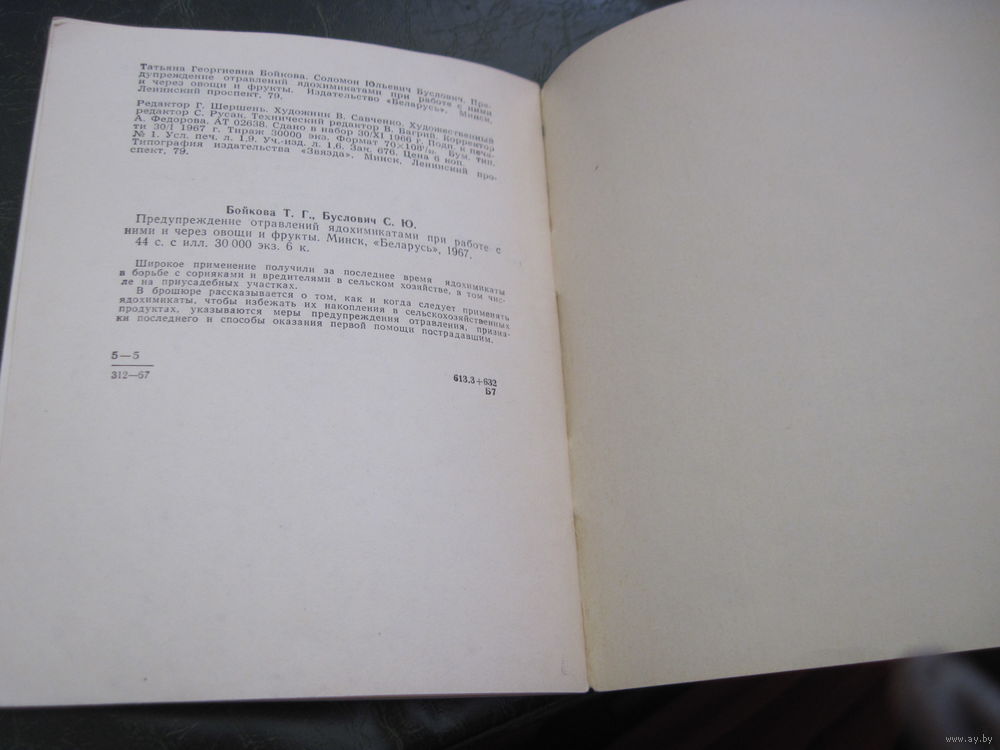 Татьяна Георгиевна Бойкова, Соломон Юльевич Буслович. Пре-
дупреждение отравлений ядохимикатами при работе с ними
и через овощи и фрукты. Издательство «Беларусь». Минск,
Ленинский проспект, 79.
Редактор Г. Шершень. Художники В. Савченко. Художественный
редактор С. Русак. Технический редактор В. Багрий. Корректор
А. Федорова. АТ 02638. Сдано в набор 30/XI 1966 г. Подп. к печа-
ти 30/I 1967 г. Тираж 30000 экз. Формат 70×108¹/₃₂. Бум. тип.
№ 1. Усл. печ. л. 1,9. Уч.-изд. л. 1,6. Зак. 676. Цена 6 коп.
Типография издательства «Звязда», Минск, Ленинский про-
спект, 79.
Бойкова Т. Г., Буслович С. Ю.
Предупреждение отравлений ядохимикатами при работе с
ними и через овощи и фрукты. Минск, «Беларусь», 1967.
44 с. с илл. 30 000 экз. 6 к.
Широкое применение получили за последнее время ядохимикаты
в борьбе с сорняками и вредителями в сельском хозяйстве, в том чис-
ле на приусадебных участках.
В брошюре рассказывается о том, как и когда следует применять
ядохимикаты, чтобы избежать их накопления в сельскохозяйственных
продуктах, указываются меры предупреждения отравления, призна-
ки последнего и способы оказания первой помощи пострадавшим.
5—5
312—67
613.3+632
Б7
www.ay.by